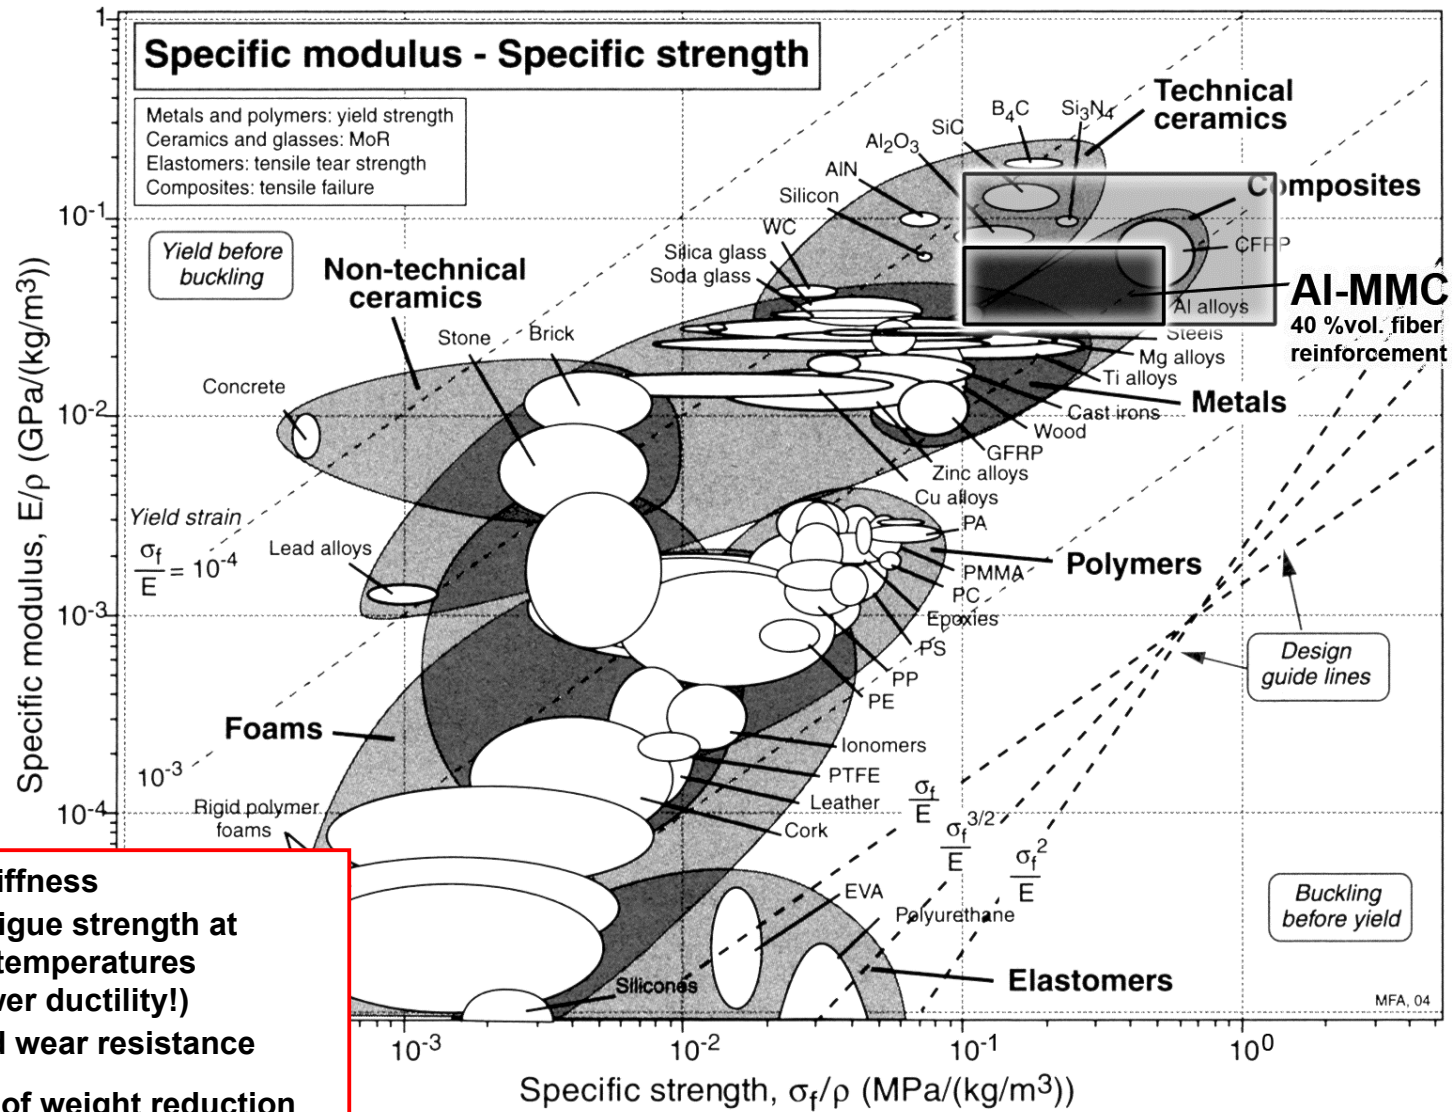 Specific modulus - Specific strength
Metals and polymers: yield strength
Ceramics and glasses: MoR
Elastomers: tensile tear strength
Composites: tensile failure
Yield before
buckling
Non-technical
ceramics
Technical
ceramics
Composites
B₄C
Si₃N₄
SiC
Al₂O₃
AlN
Silicon
WC
Silica glass
Soda glass
CFRP
Al-MMC
40 %vol. fiber
reinforcement
Al alloys
Steels
Mg alloys
Ti alloys
Metals
Cast irons
Wood
GFRP
Zinc alloys
Cu alloys
Stone
Brick
Concrete
Yield strain
σf/E = 10⁻⁴
Lead alloys
PA
Polymers
PMMA
PC
Epoxies
PS
PP
PE
Design
guide lines
Foams
10⁻³
Ionomers
PTFE
Leather
Cork
Rigid polymer
foams
σf/E
σf^3/2/E
σf²/E
EVA
Polyurethane
Silicones
Elastomers
Buckling
before yield
MFA, 04
iffness
igue strength at
temperatures
ver ductility!)
wear resistance
of weight reduction
1
10⁻¹
10⁻²
10⁻³
10⁻⁴
Specific modulus, E/ρ (GPa/(kg/m³))
10⁻³
10⁻²
10⁻¹
10⁰
Specific strength, σf/ρ (MPa/(kg/m³))